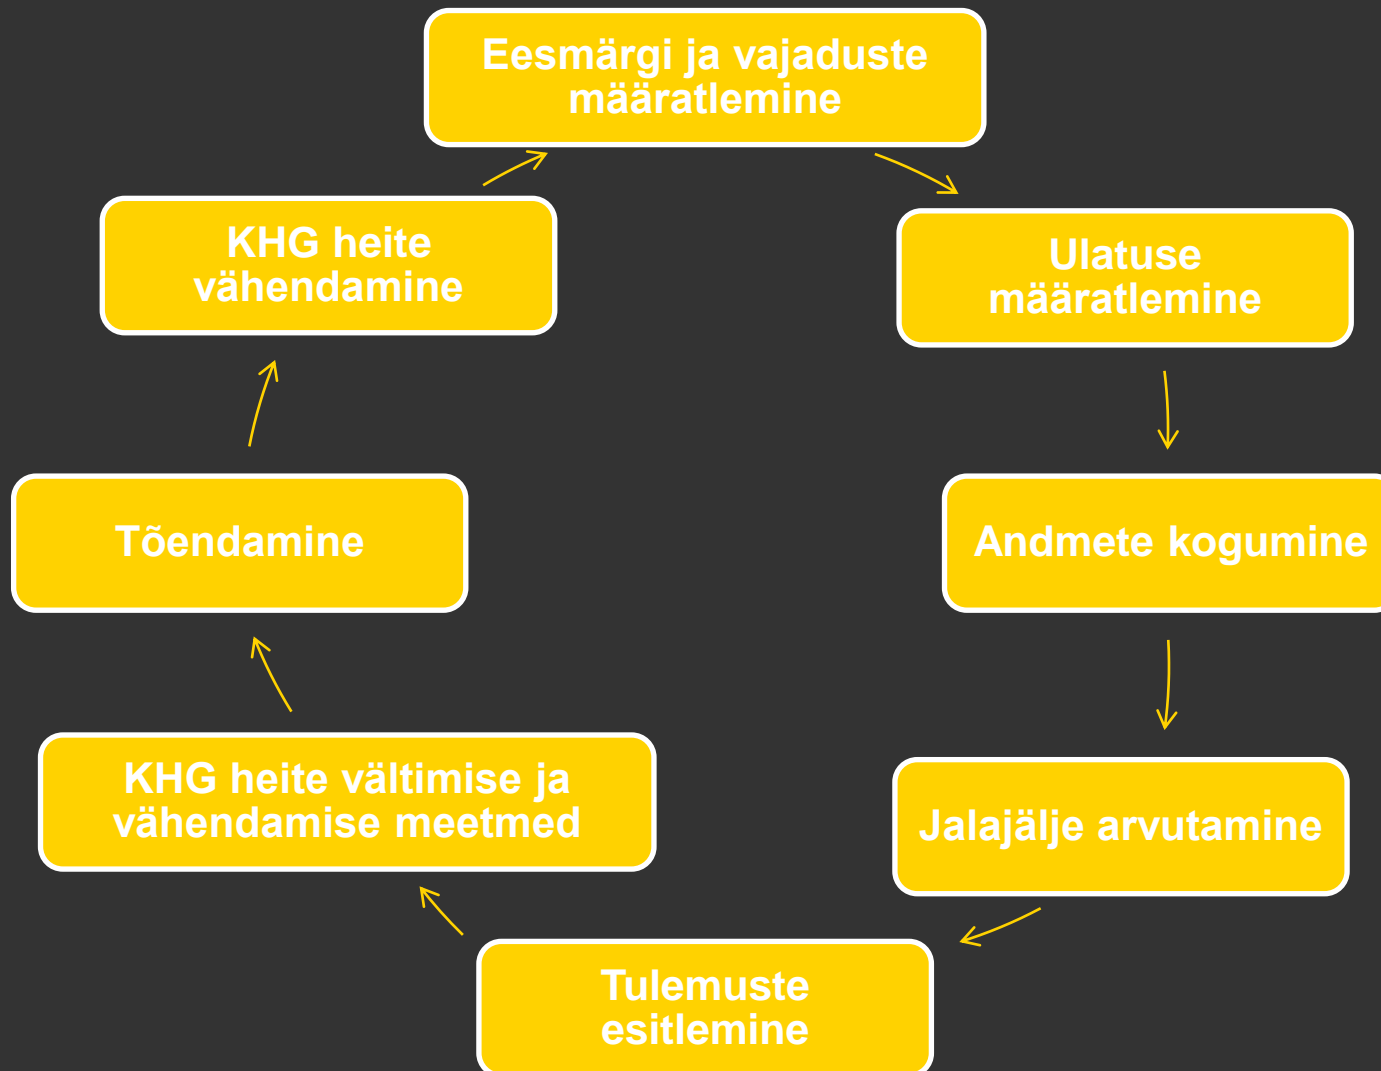 Eesmärgi ja vajaduste
määratlemine
Ulatuse
määratlemine
Andmete kogumine
Jalajälje arvutamine
Tulemuste
esitlemine
KHG heite vältimise ja
vähendamise meetmed
Tõendamine
KHG heite
vähendamine